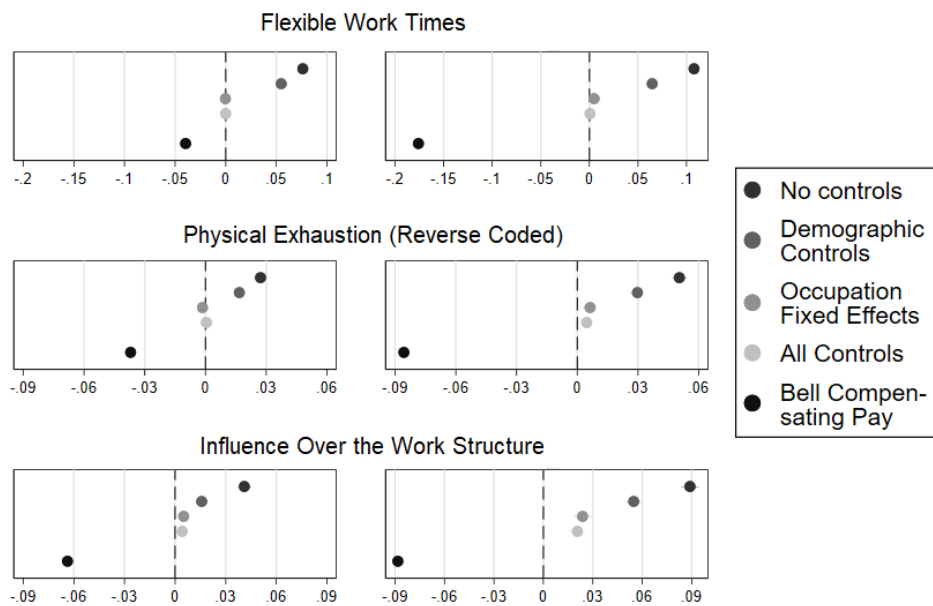 Flexible Work Times
-.2 -.15 -.1 -.05 0 .05 .1
-.2 -.15 -.1 -.05 0 .05 .1
Physical Exhaustion (Reverse Coded)
-.09 -.06 -.03 0 .03 .06
-.09 -.06 -.03 0 .03 .06
Influence Over the Work Structure
-.09 -.06 -.03 0 .03 .06 .09
-.09 -.06 -.03 0 .03 .06 .09
No controls
Demographic
Controls
Occupation
Fixed Effects
All Controls
Bell Compen-
sating Pay